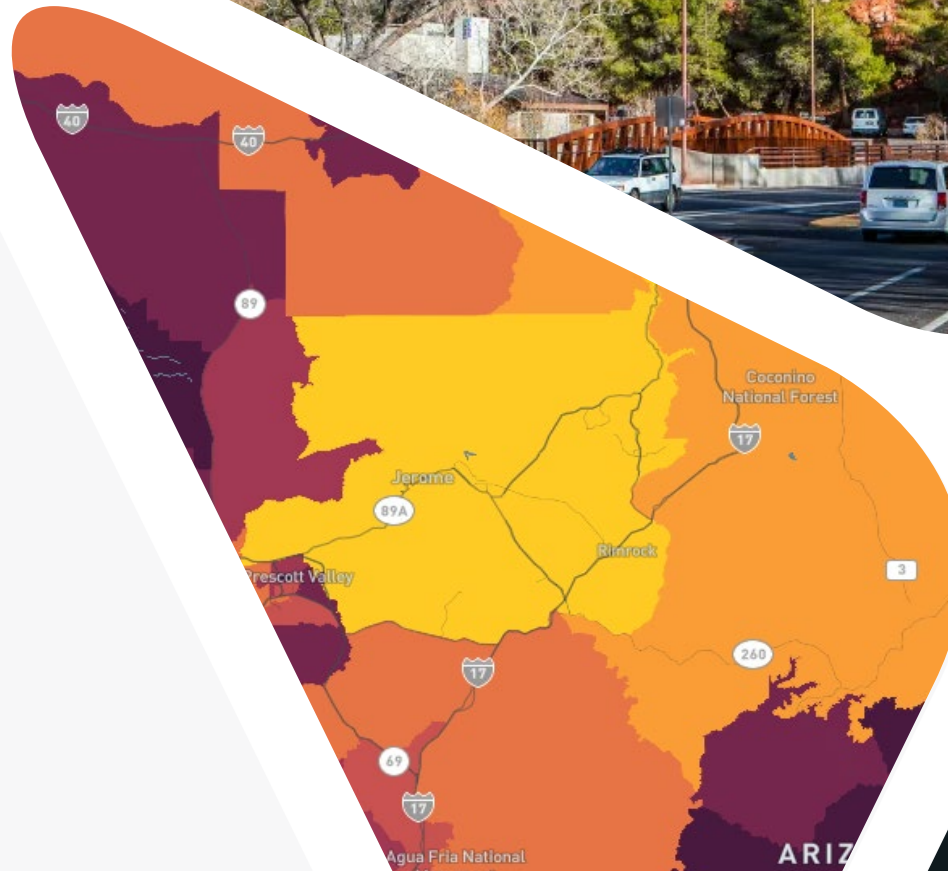 40
40
89
Coconino
National Forest
17
Jerome
89A
Rimrock
3
Prescott Valley
260
17
69
17
ARIZ
Agua Fria National